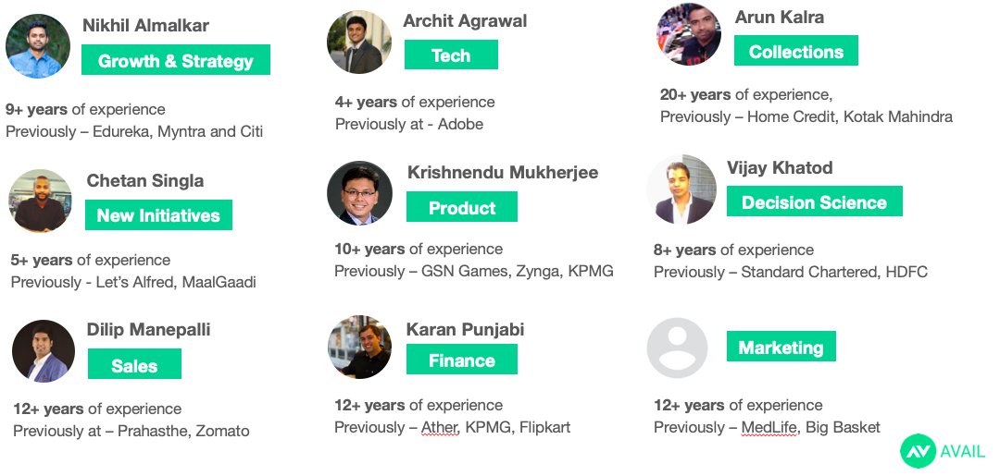 Nikhil Almalkar
Growth & Strategy
9+ years of experience
Previously – Edureka, Myntra and Citi
Archit Agrawal
Tech
4+ years of experience
Previously at - Adobe
Arun Kalra
Collections
20+ years of experience,
Previously – Home Credit, Kotak Mahindra
Chetan Singla
New Initiatives
5+ years of experience
Previously - Let’s Alfred, MaalGaadi
Krishnendu Mukherjee
Product
10+ years of experience
Previously – GSN Games, Zynga, KPMG
Vijay Khatod
Decision Science
8+ years of experience
Previously – Standard Chartered, HDFC
Dilip Manepalli
Sales
12+ years of experience
Previously at – Prahasthe, Zomato
Karan Punjabi
Finance
12+ years of experience
Previously – Ather, KPMG, Flipkart
Marketing
12+ years of experience
Previously – MedLife, Big Basket
AVAIL